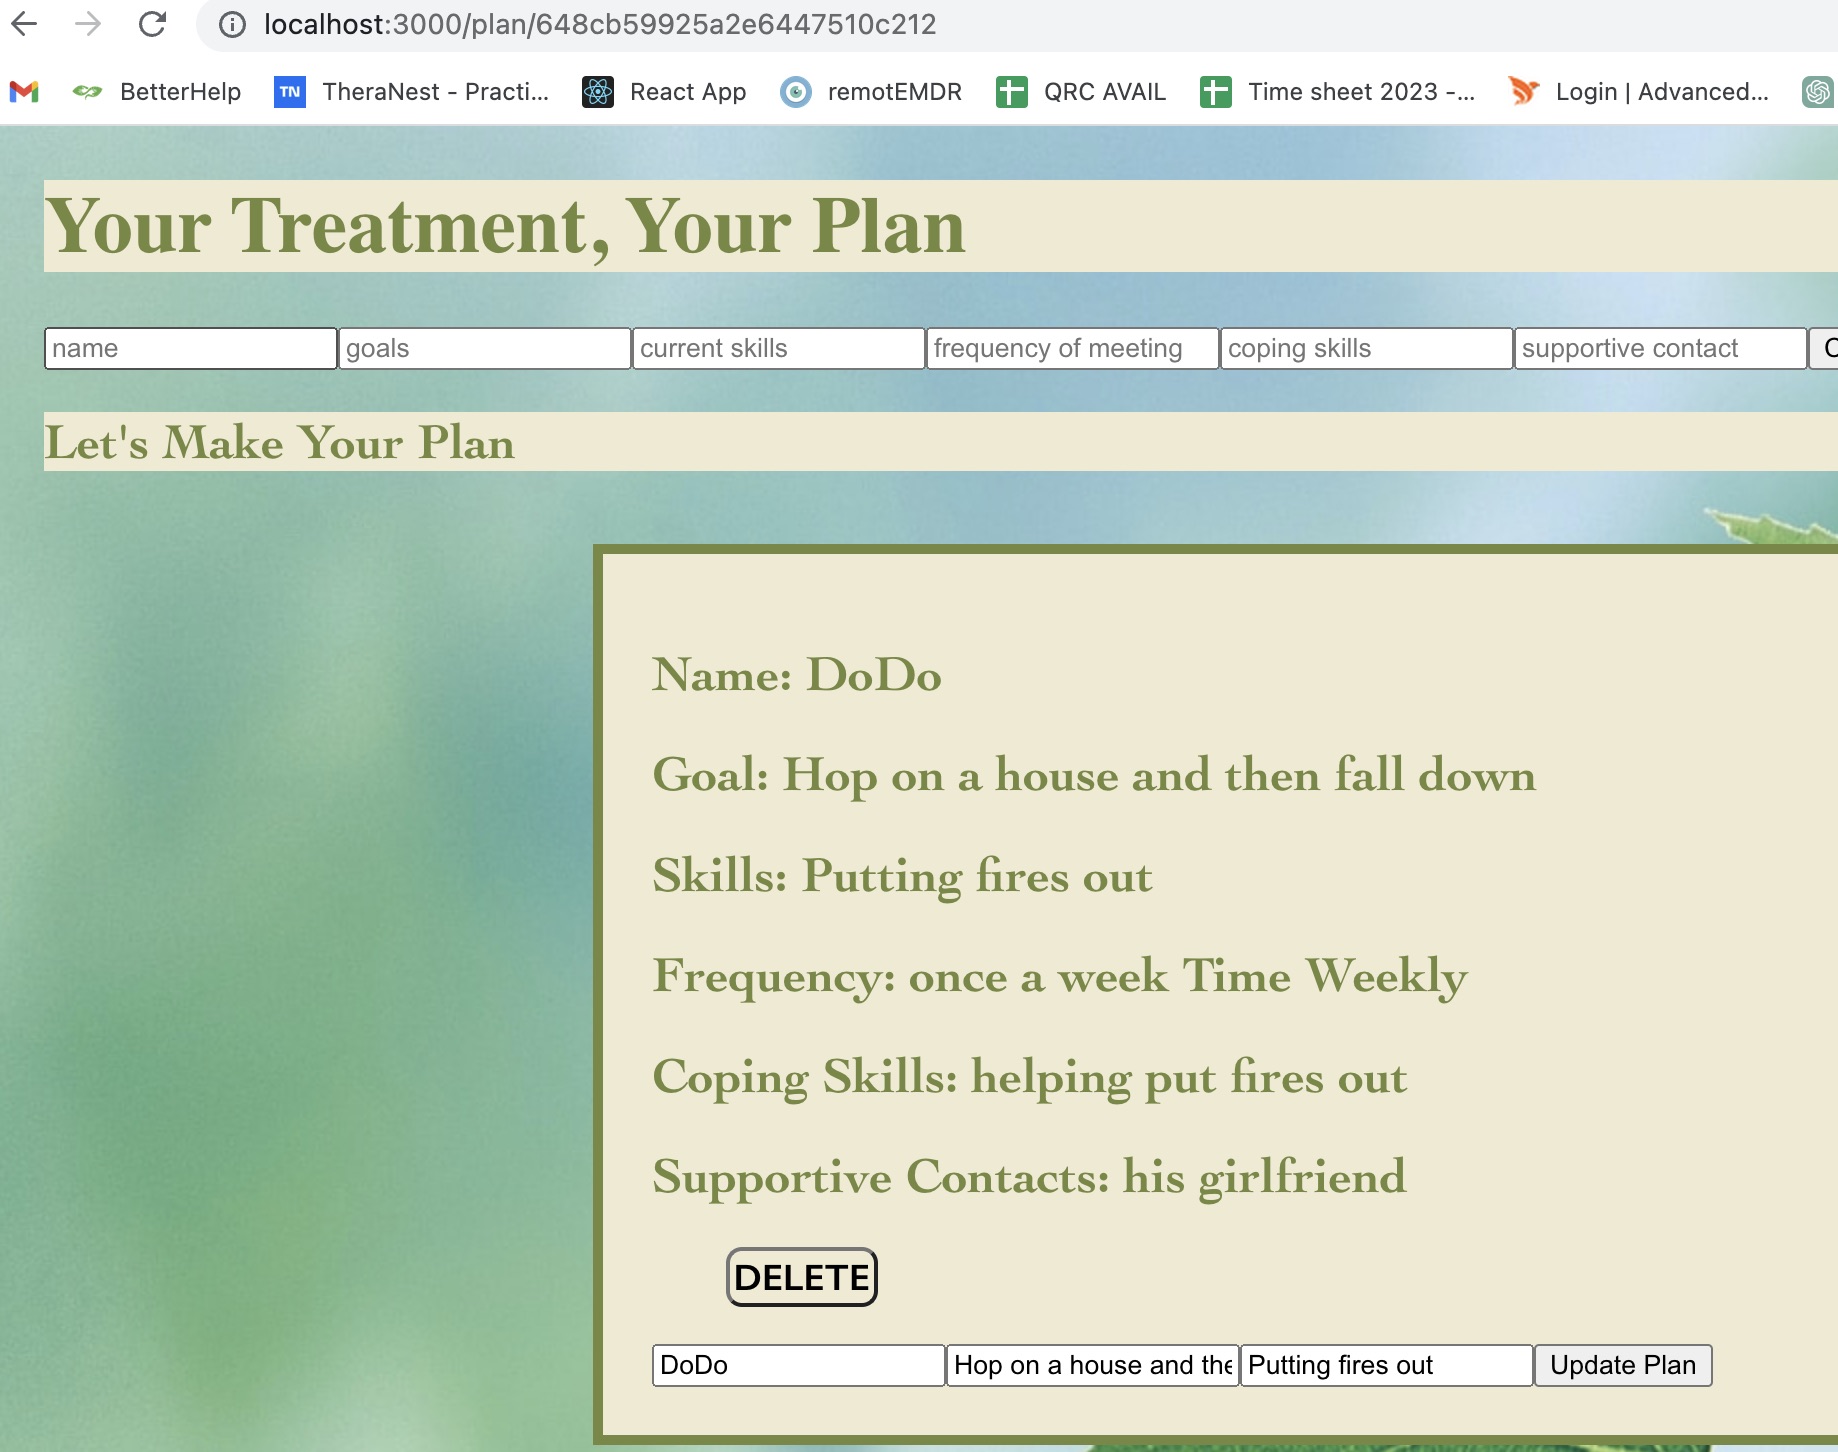 localhost:3000/plan/648cb59925a2e6447510c212
BetterHelp TN TheraNest - Practi... React App remotEMDR QRC AVAIL Time sheet 2023 -... Login | Advanced...
Your Treatment, Your Plan
name goals current skills frequency of meeting coping skills supportive contact
Let's Make Your Plan
Name: DoDo
Goal: Hop on a house and then fall down
Skills: Putting fires out
Frequency: once a week Time Weekly
Coping Skills: helping put fires out
Supportive Contacts: his girlfriend
DELETE
DoDo Hop on a house and the Putting fires out Update Plan